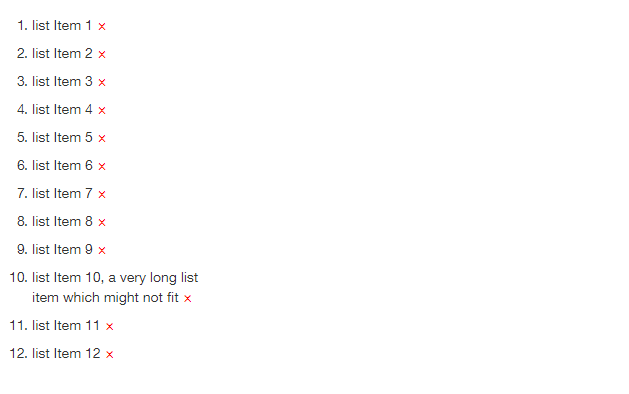 1. list Item 1 ×
2. list Item 2 ×
3. list Item 3 ×
4. list Item 4 ×
5. list Item 5 ×
6. list Item 6 ×
7. list Item 7 ×
8. list Item 8 ×
9. list Item 9 ×
10. list Item 10, a very long list
item which might not fit ×
11. list Item 11 ×
12. list Item 12 ×